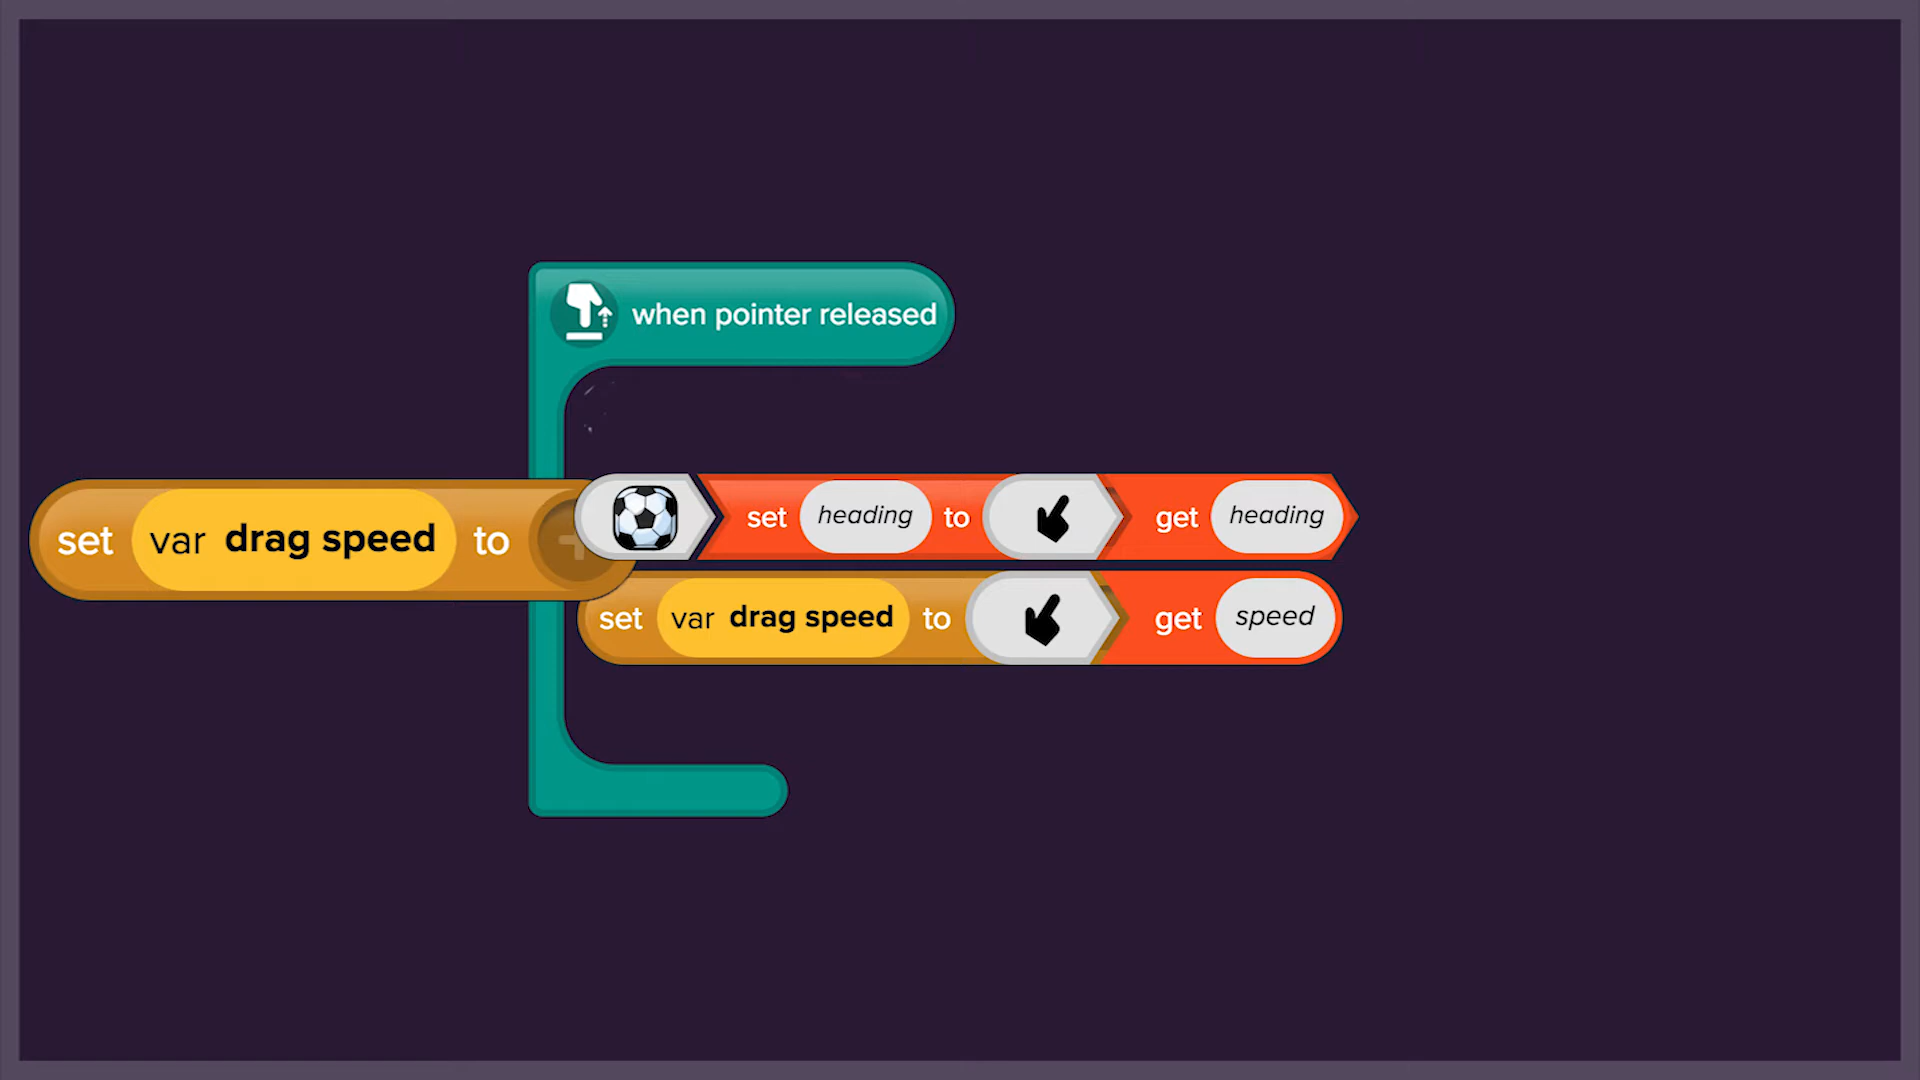 when pointer released
set heading to get heading
set var drag speed to
set var drag speed to get speed